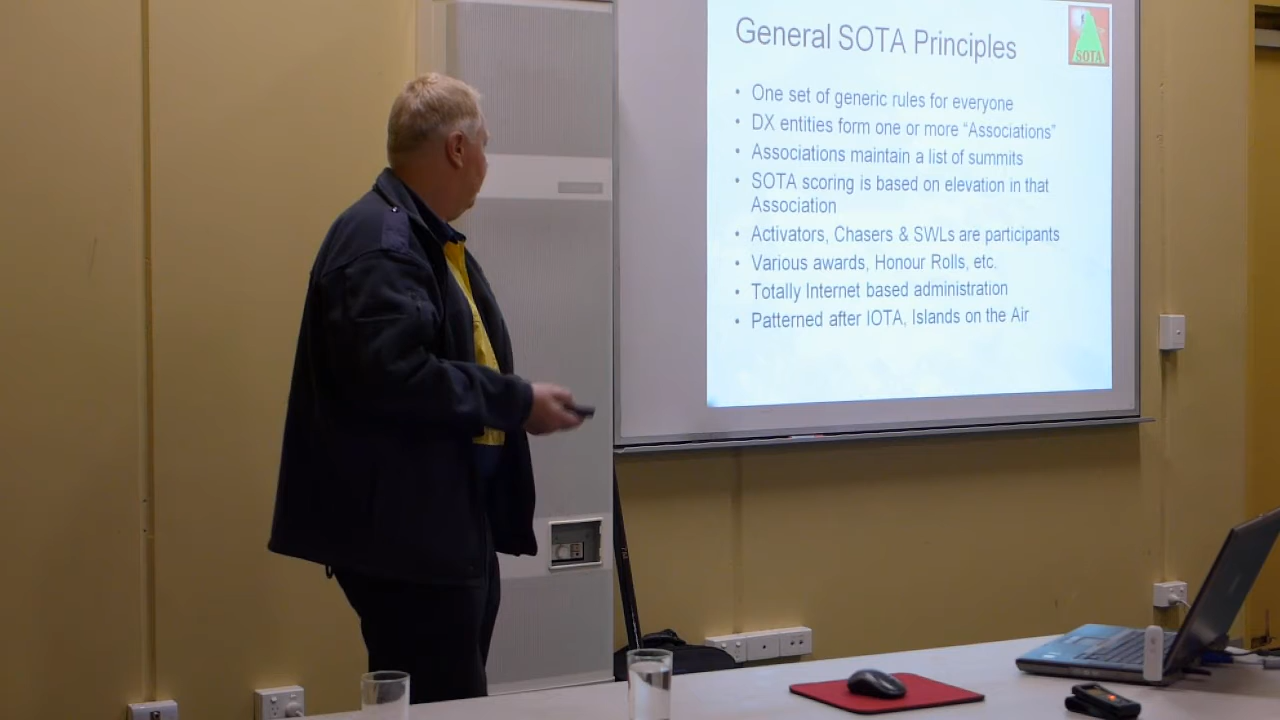 General SOTA Principles
SOTA
• One set of generic rules for everyone
• DX entities form one or more “Associations”
• Associations maintain a list of summits
• SOTA scoring is based on elevation in that
Association
• Activators, Chasers & SWLs are participants
• Various awards, Honour Rolls, etc.
• Totally Internet based administration
• Patterned after IOTA, Islands on the Air